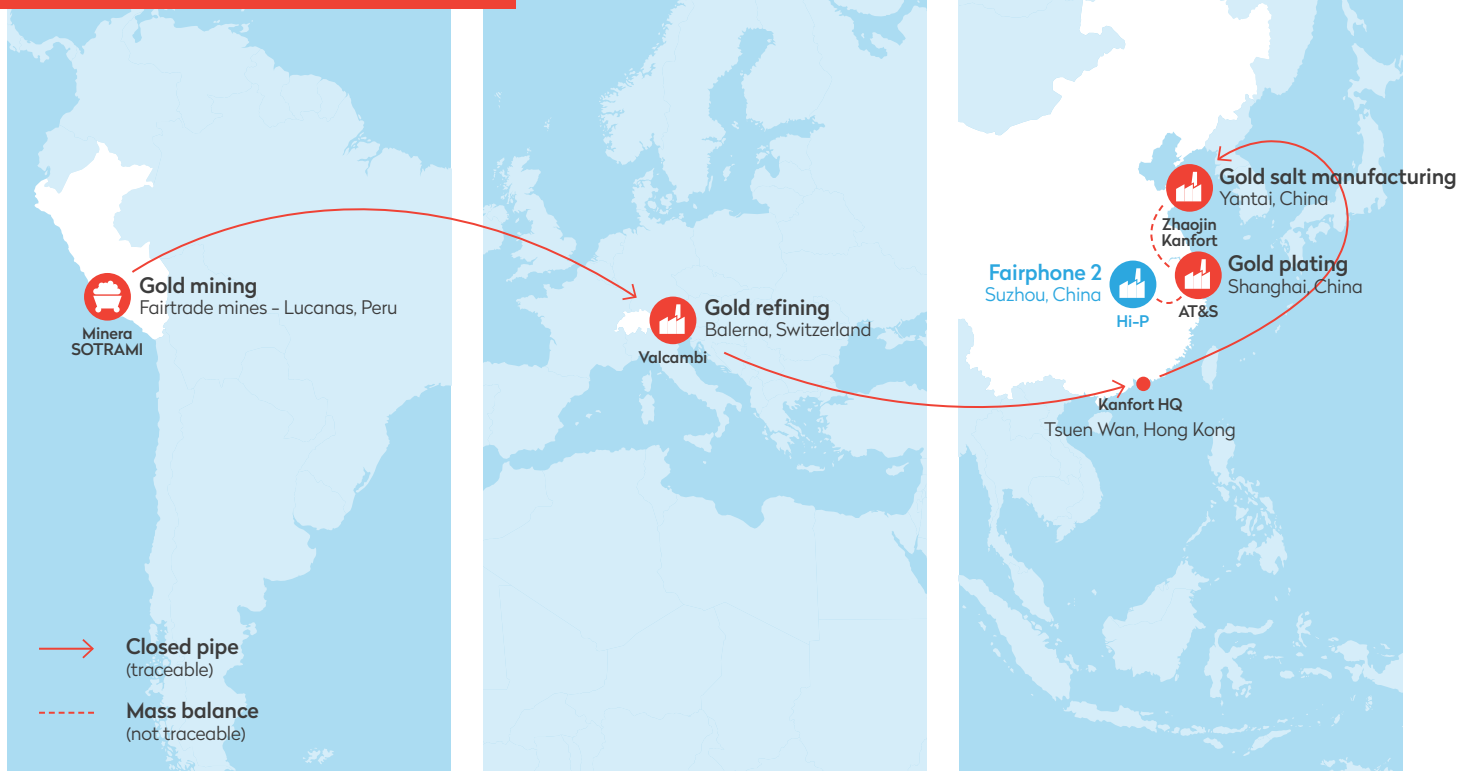 Gold mining
Fairtrade mines - Lucanas, Peru
Minera
SOTRAMI
Closed pipe
(traceable)
Mass balance
(not traceable)
Gold refining
Balerna, Switzerland
Valcambi
Gold salt manufacturing
Yantai, China
Zhaojin
Kanfort
Gold plating
Shanghai, China
AT&S
Fairphone 2
Suzhou, China
Hi-P
Kanfort HQ
Tsuen Wan, Hong Kong